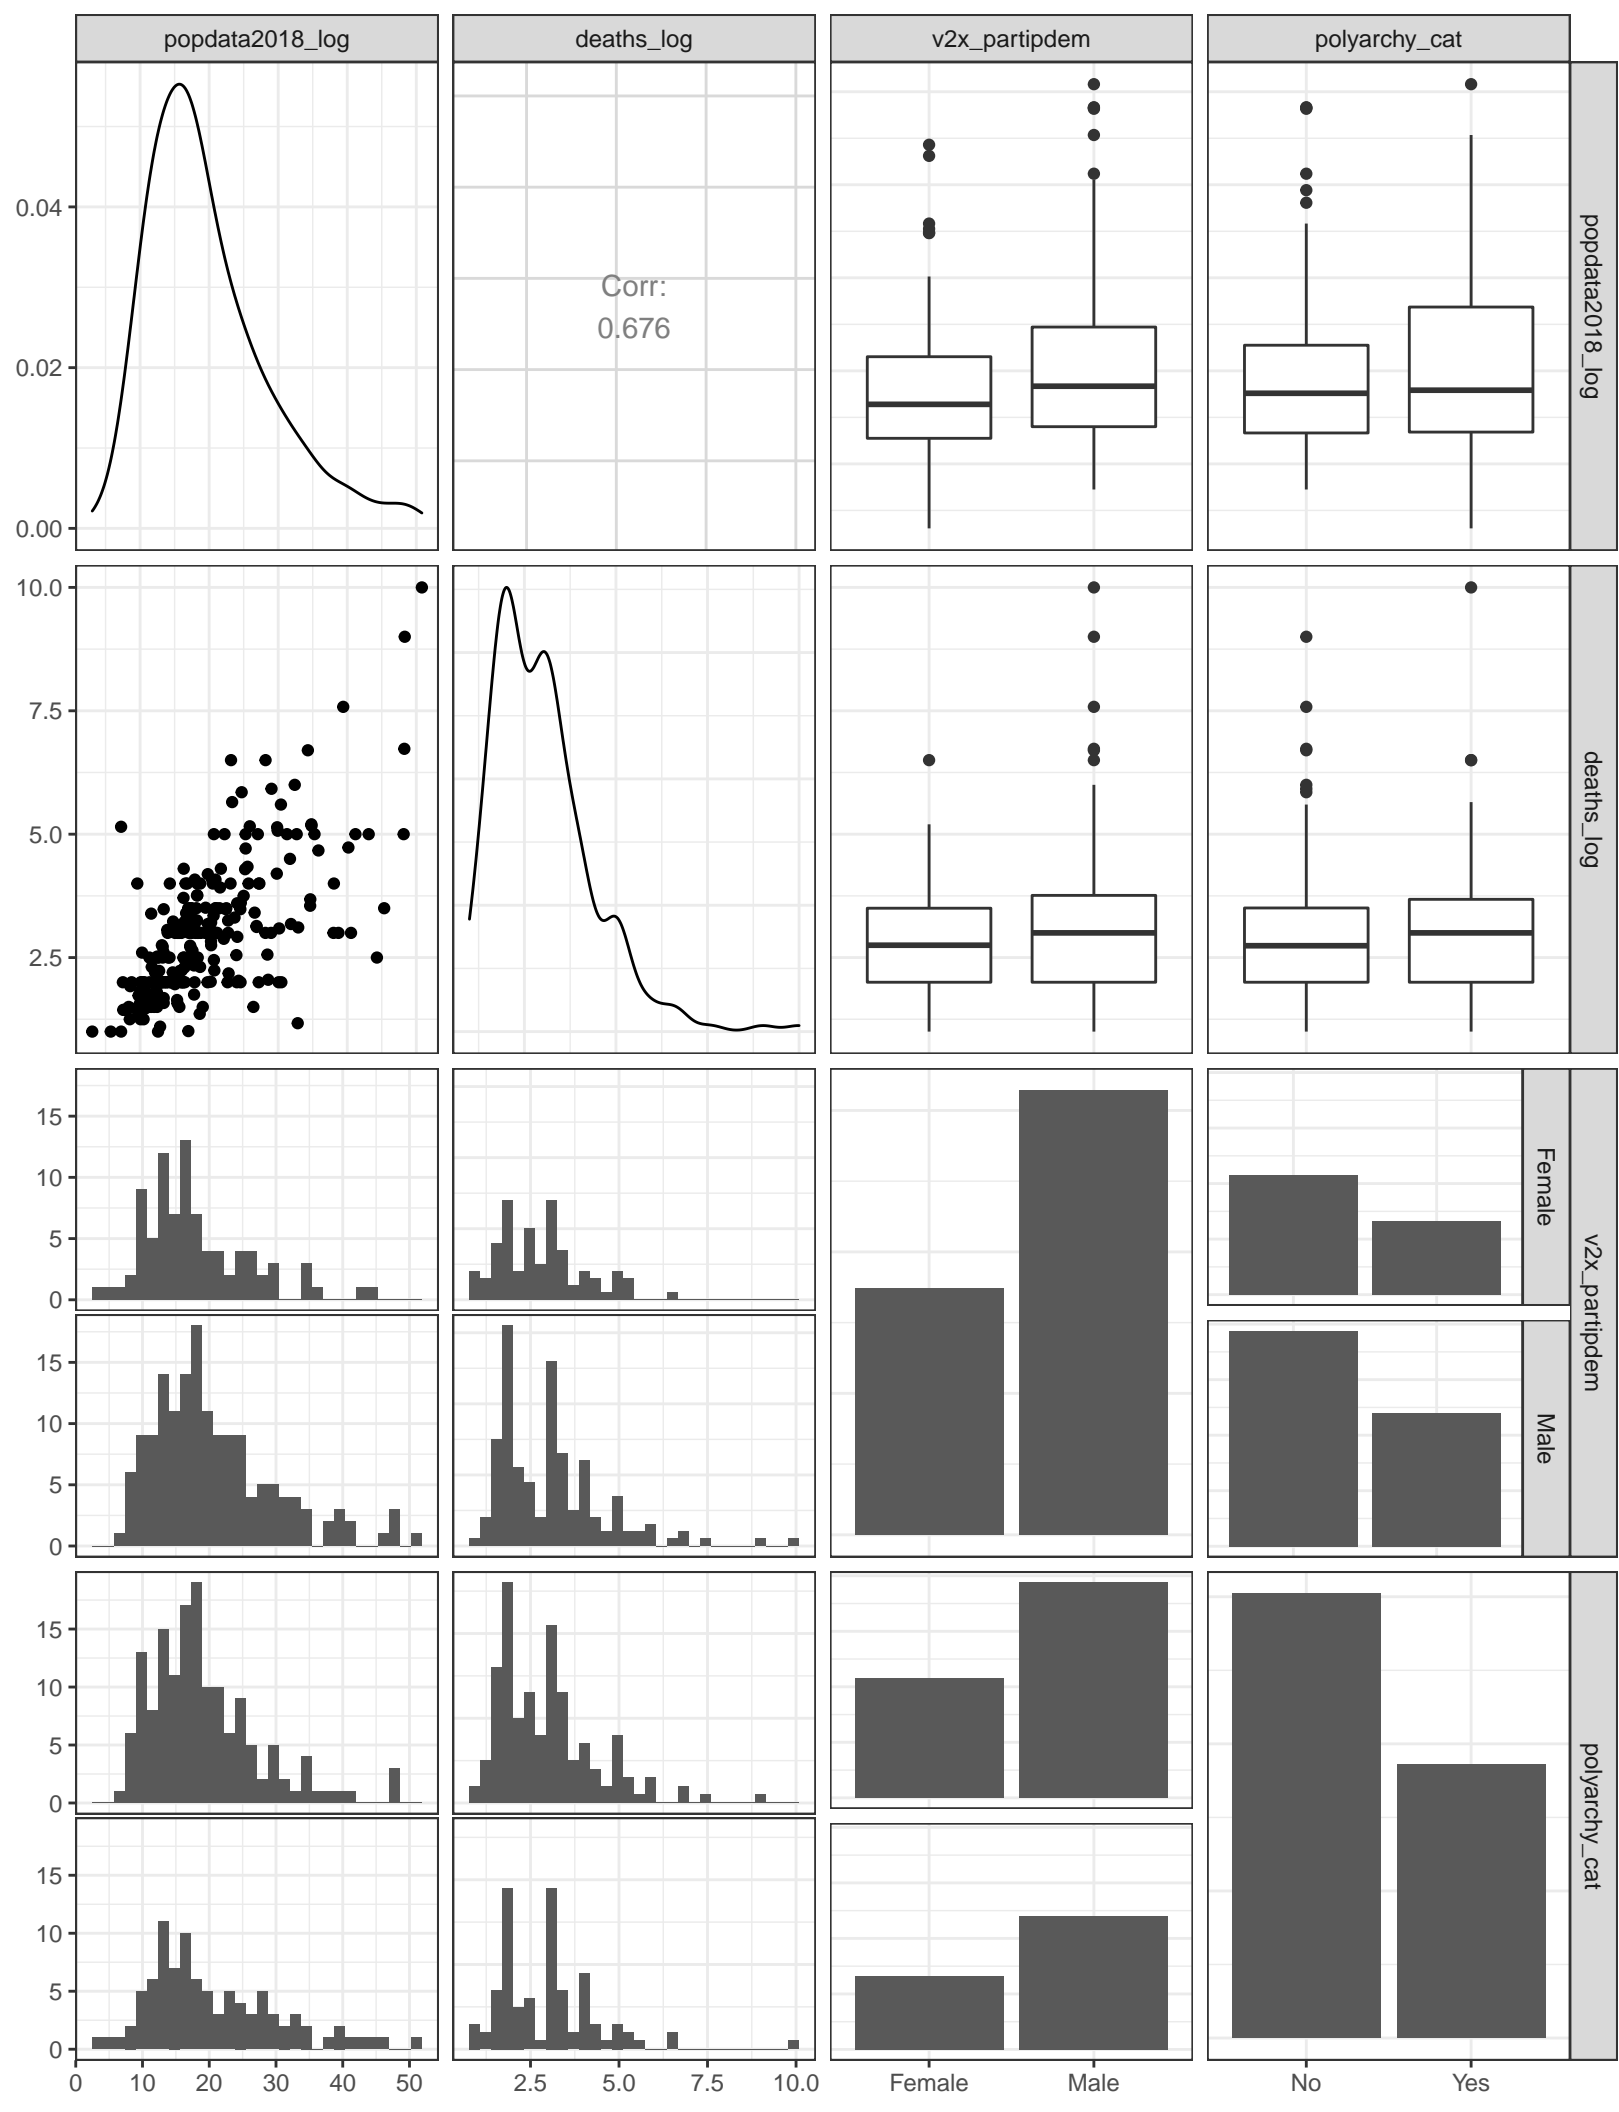 popdata2018_log deaths_log v2x_partipdem polyarchy_cat
0.04
0.02
0.00
Corr:
0.676
popdata2018_log
10.0
7.5
5.0
2.5
deaths_log
15
10
5
0
15
10
5
0
Female
Male
v2x_partipdem
15
10
5
0
15
10
5
0
polyarchy_cat
0 10 20 30 40 50 2.5 5.0 7.5 10.0 Female Male No Yes